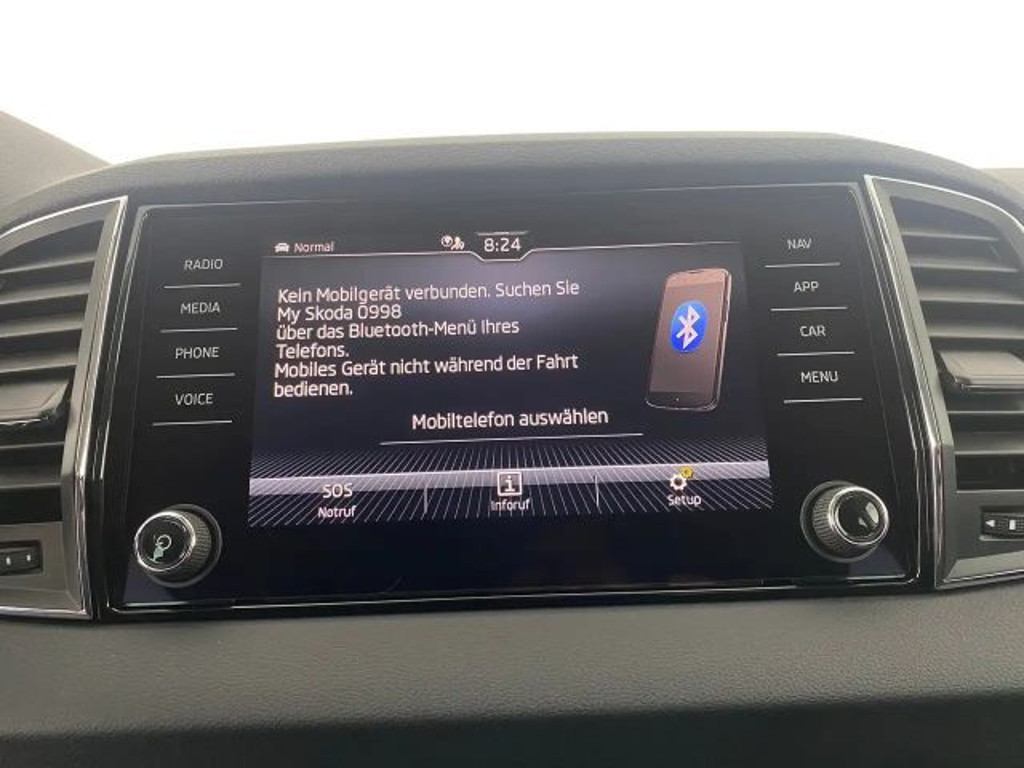 Normal
8:24
RADIO
MEDIA
PHONE
VOICE
Kein Mobilgerät verbunden. Suchen Sie
My Skoda 0998
über das Bluetooth-Menü Ihres
Telefons.
Mobiles Gerät nicht während der Fahrt
bedienen.
Mobiltelefon auswählen
SOS
Notruf
Inforuf
Setup
NAV
APP
CAR
MENU